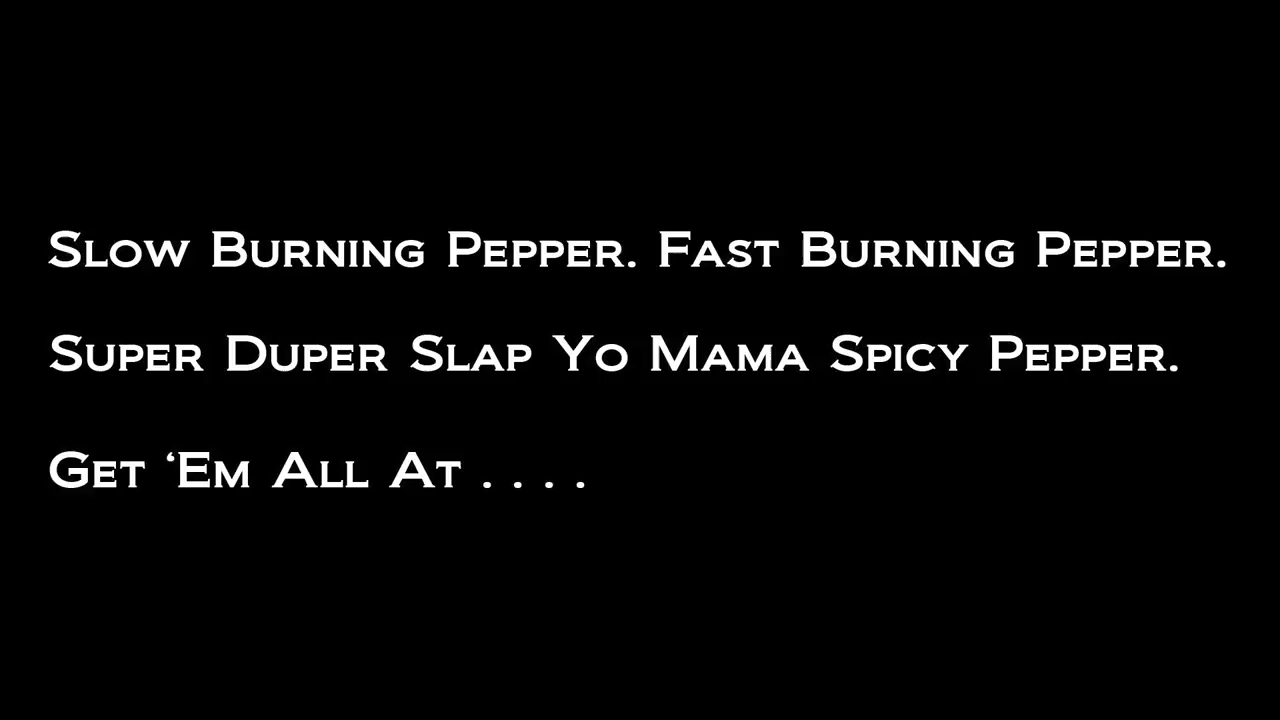 Slow Burning Pepper. Fast Burning Pepper.
Super Duper Slap Yo Mama Spicy Pepper.
Get ‘Em All At . . . .